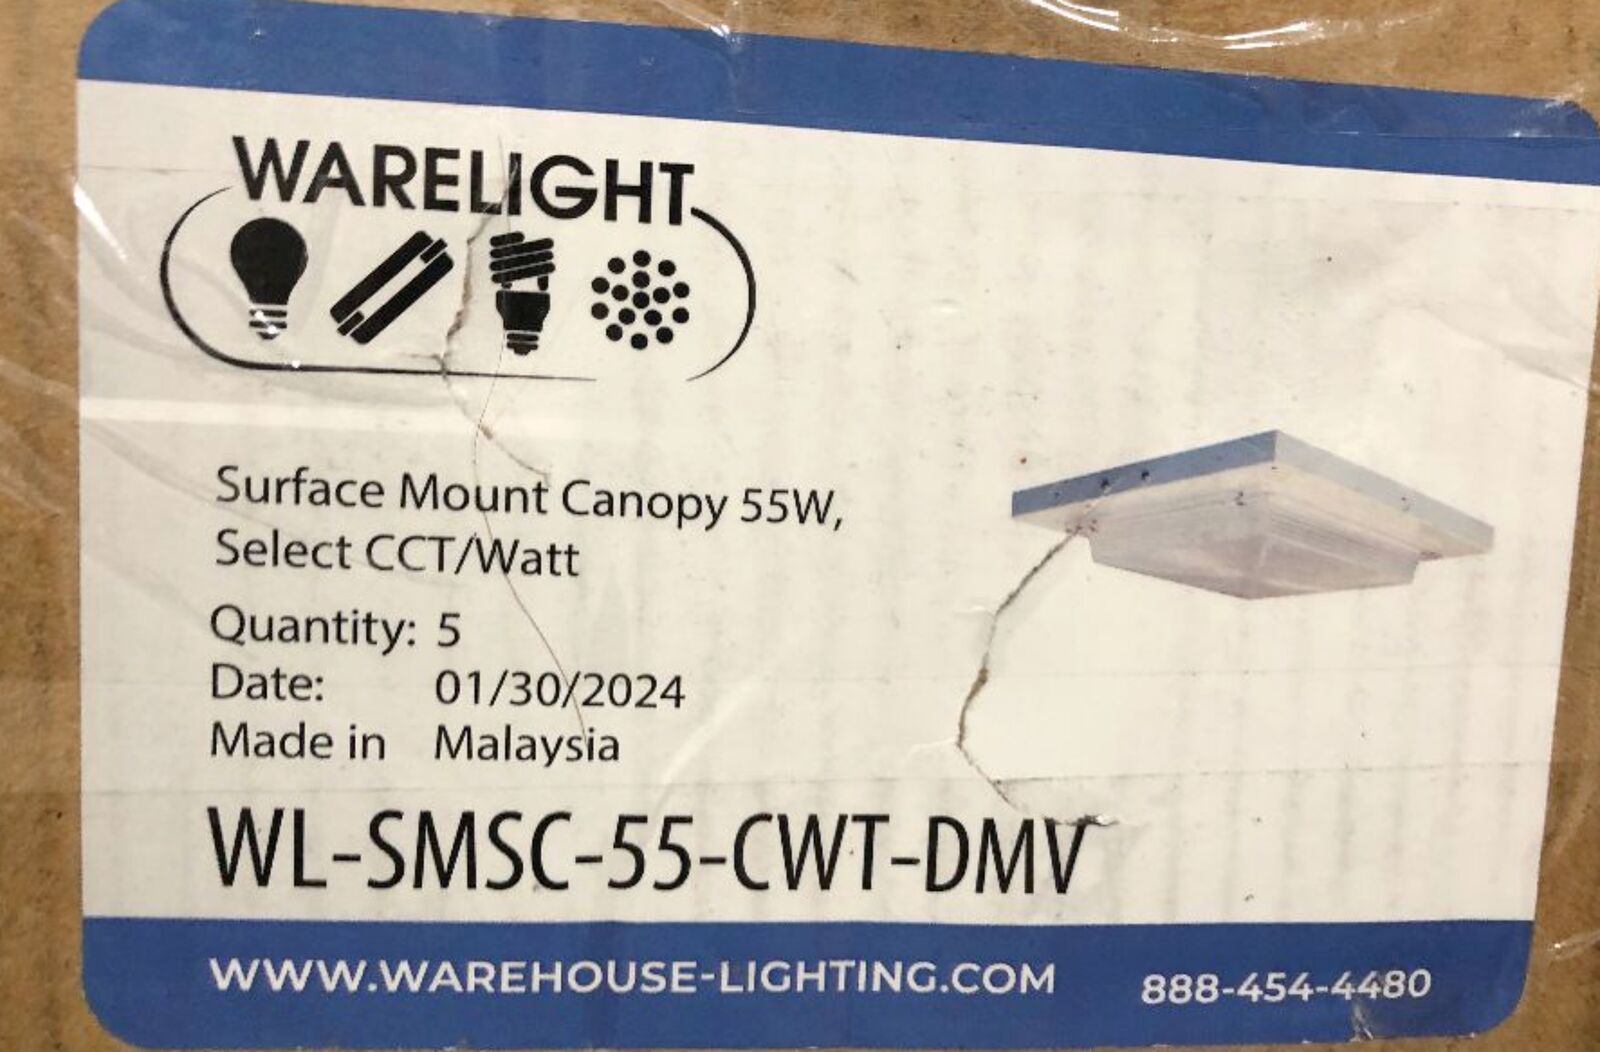 WARELIGHT
Surface Mount Canopy 55W,
Select CCT/Watt
Quantity: 5
Date: 01/30/2024
Made in Malaysia
WL-SMSC-55-CWT-DMV
WWW.WAREHOUSE-LIGHTING.COM 888-454-4480